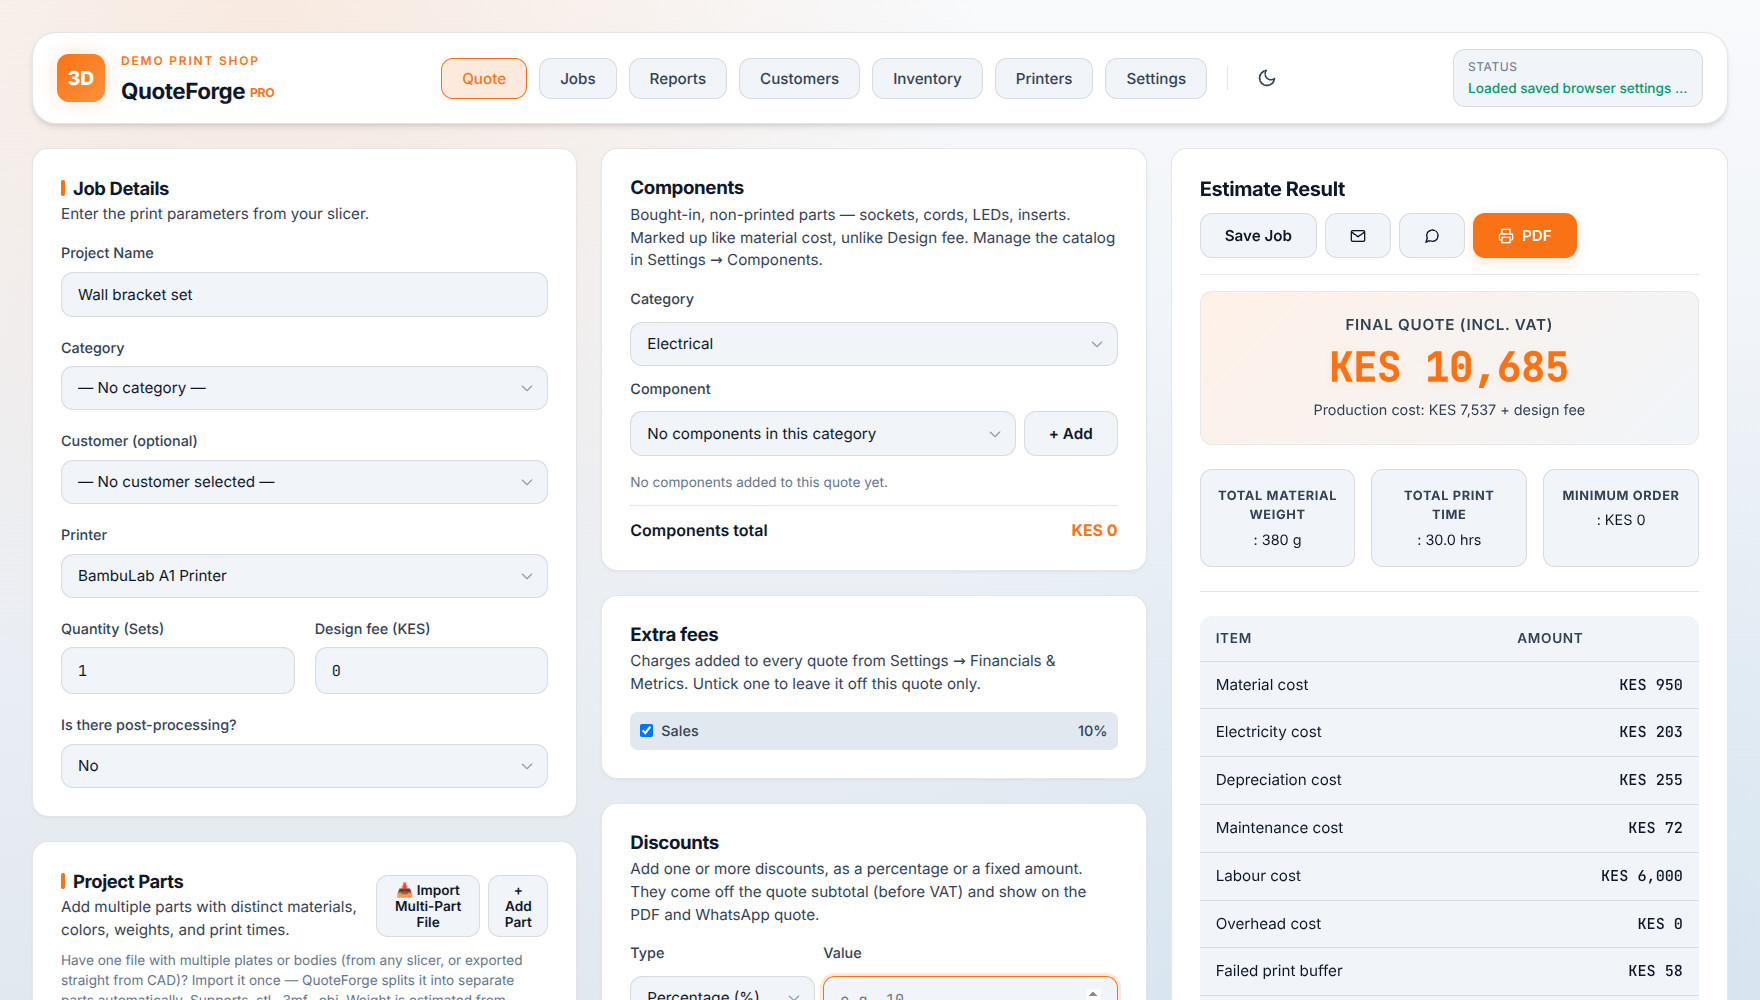 3D
DEMO PRINT SHOP
QuoteForge PRO
Quote
Jobs
Reports
Customers
Inventory
Printers
Settings
STATUS
Loaded saved browser settings ...
Job Details
Enter the print parameters from your slicer.
Project Name
Wall bracket set
Category
— No category —
Customer (optional)
— No customer selected —
Printer
BambuLab A1 Printer
Quantity (Sets)
Design fee (KES)
1
0
Is there post-processing?
No
Project Parts
Add multiple parts with distinct materials,
colors, weights, and print times.
📥 Import
Multi-Part
File
+
Add
Part
Have one file with multiple plates or bodies (from any slicer, or exported
straight from CAD)? Import it once — QuoteForge splits it into separate
parts automatically. Supports .stl, .3mf, .obj. Weight is estimated from
Components
Bought-in, non-printed parts — sockets, cords, LEDs, inserts.
Marked up like material cost, unlike Design fee. Manage the catalog
in Settings → Components.
Category
Electrical
Component
No components in this category
+ Add
No components added to this quote yet.
Components total
KES 0
Extra fees
Charges added to every quote from Settings → Financials &
Metrics. Untick one to leave it off this quote only.
Sales
10%
Discounts
Add one or more discounts, as a percentage or a fixed amount.
They come off the quote subtotal (before VAT) and show on the
PDF and WhatsApp quote.
Type
Value
Percentage (%)
e.g. 10
Estimate Result
Save Job
PDF
FINAL QUOTE (INCL. VAT)
KES 10,685
Production cost: KES 7,537 + design fee
TOTAL MATERIAL
WEIGHT
: 380 g
TOTAL PRINT
TIME
: 30.0 hrs
MINIMUM ORDER
: KES 0
ITEM
AMOUNT
Material cost
KES 950
Electricity cost
KES 203
Depreciation cost
KES 255
Maintenance cost
KES 72
Labour cost
KES 6,000
Overhead cost
KES 0
Failed print buffer
KES 58